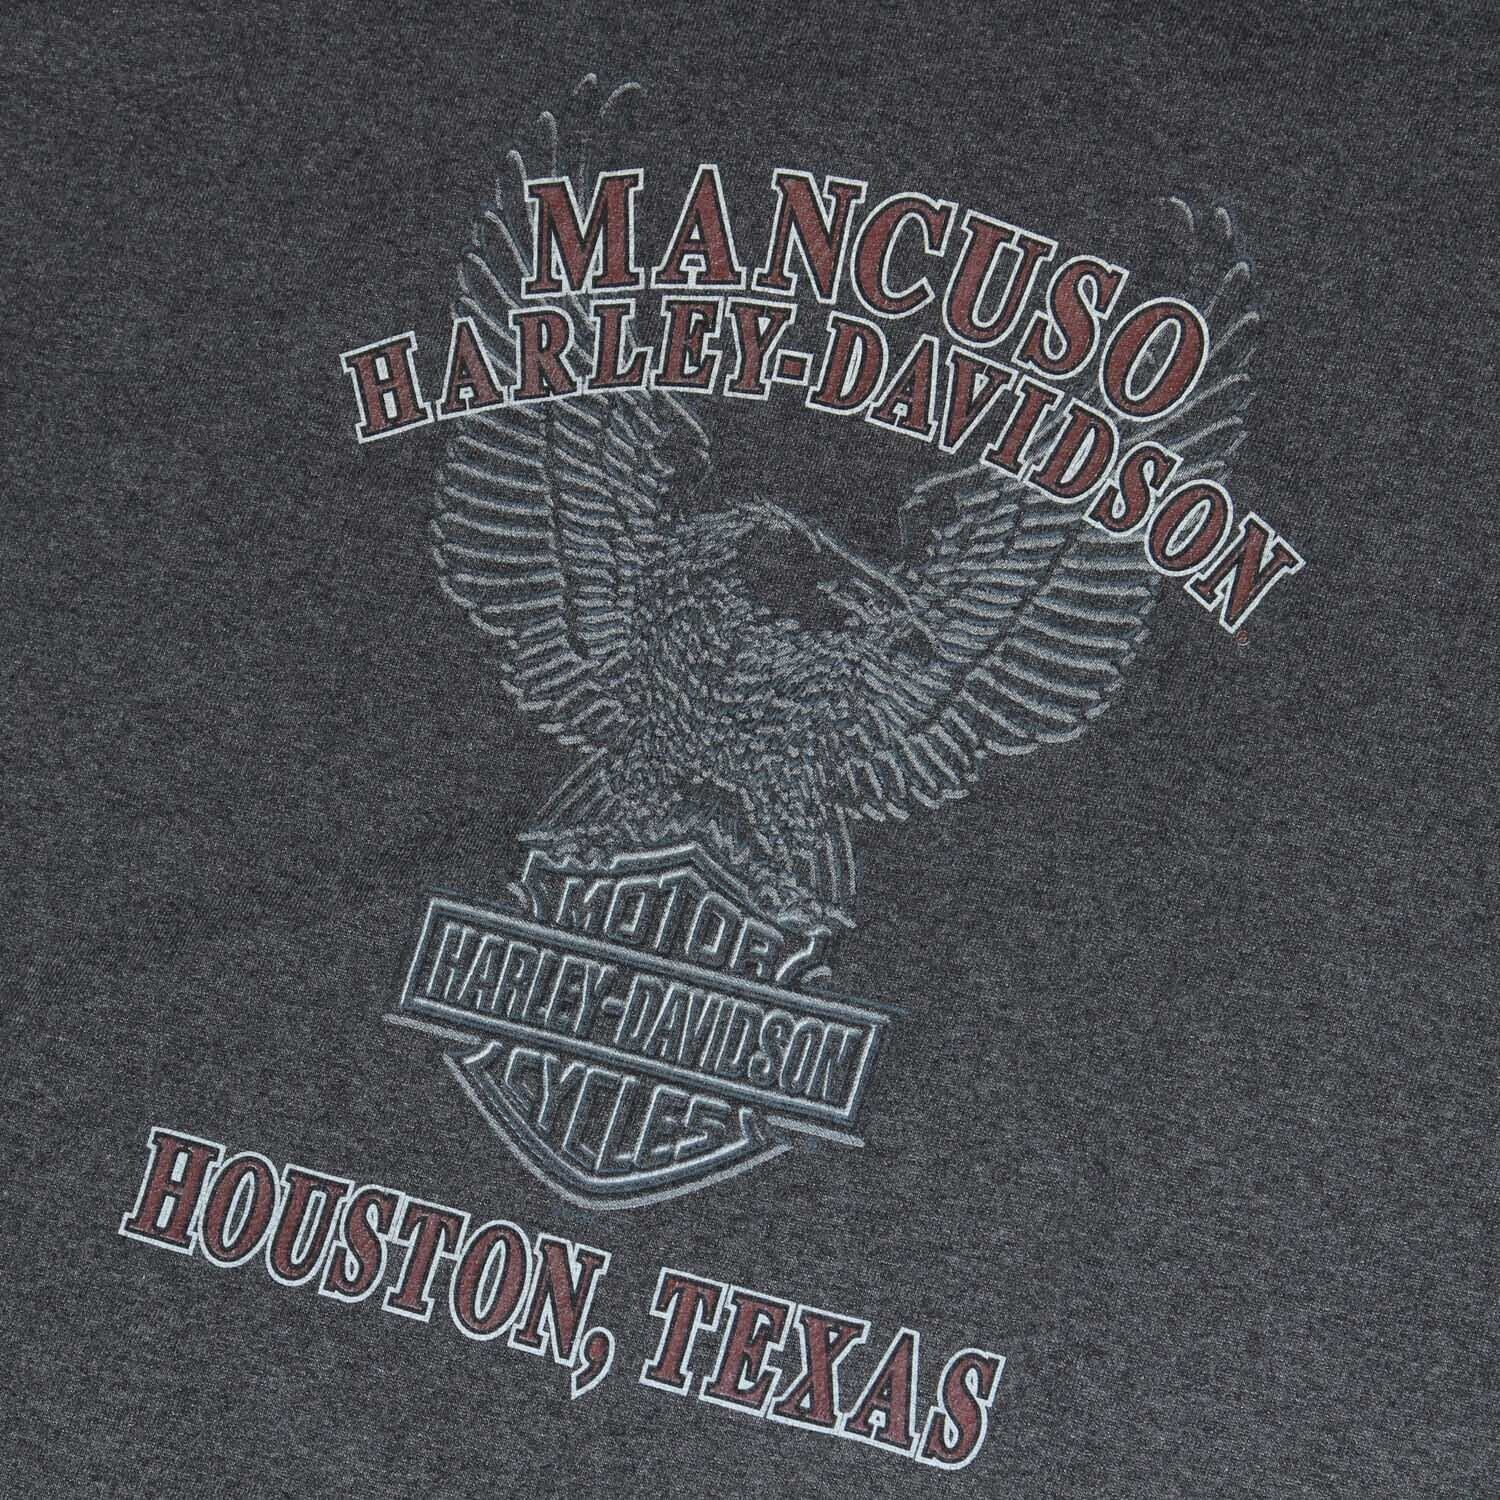 MANCUSO
HARLEY-DAVIDSON
MOTOR
HARLEY-DAVIDSON
CYCLES
HOUSTON, TEXAS